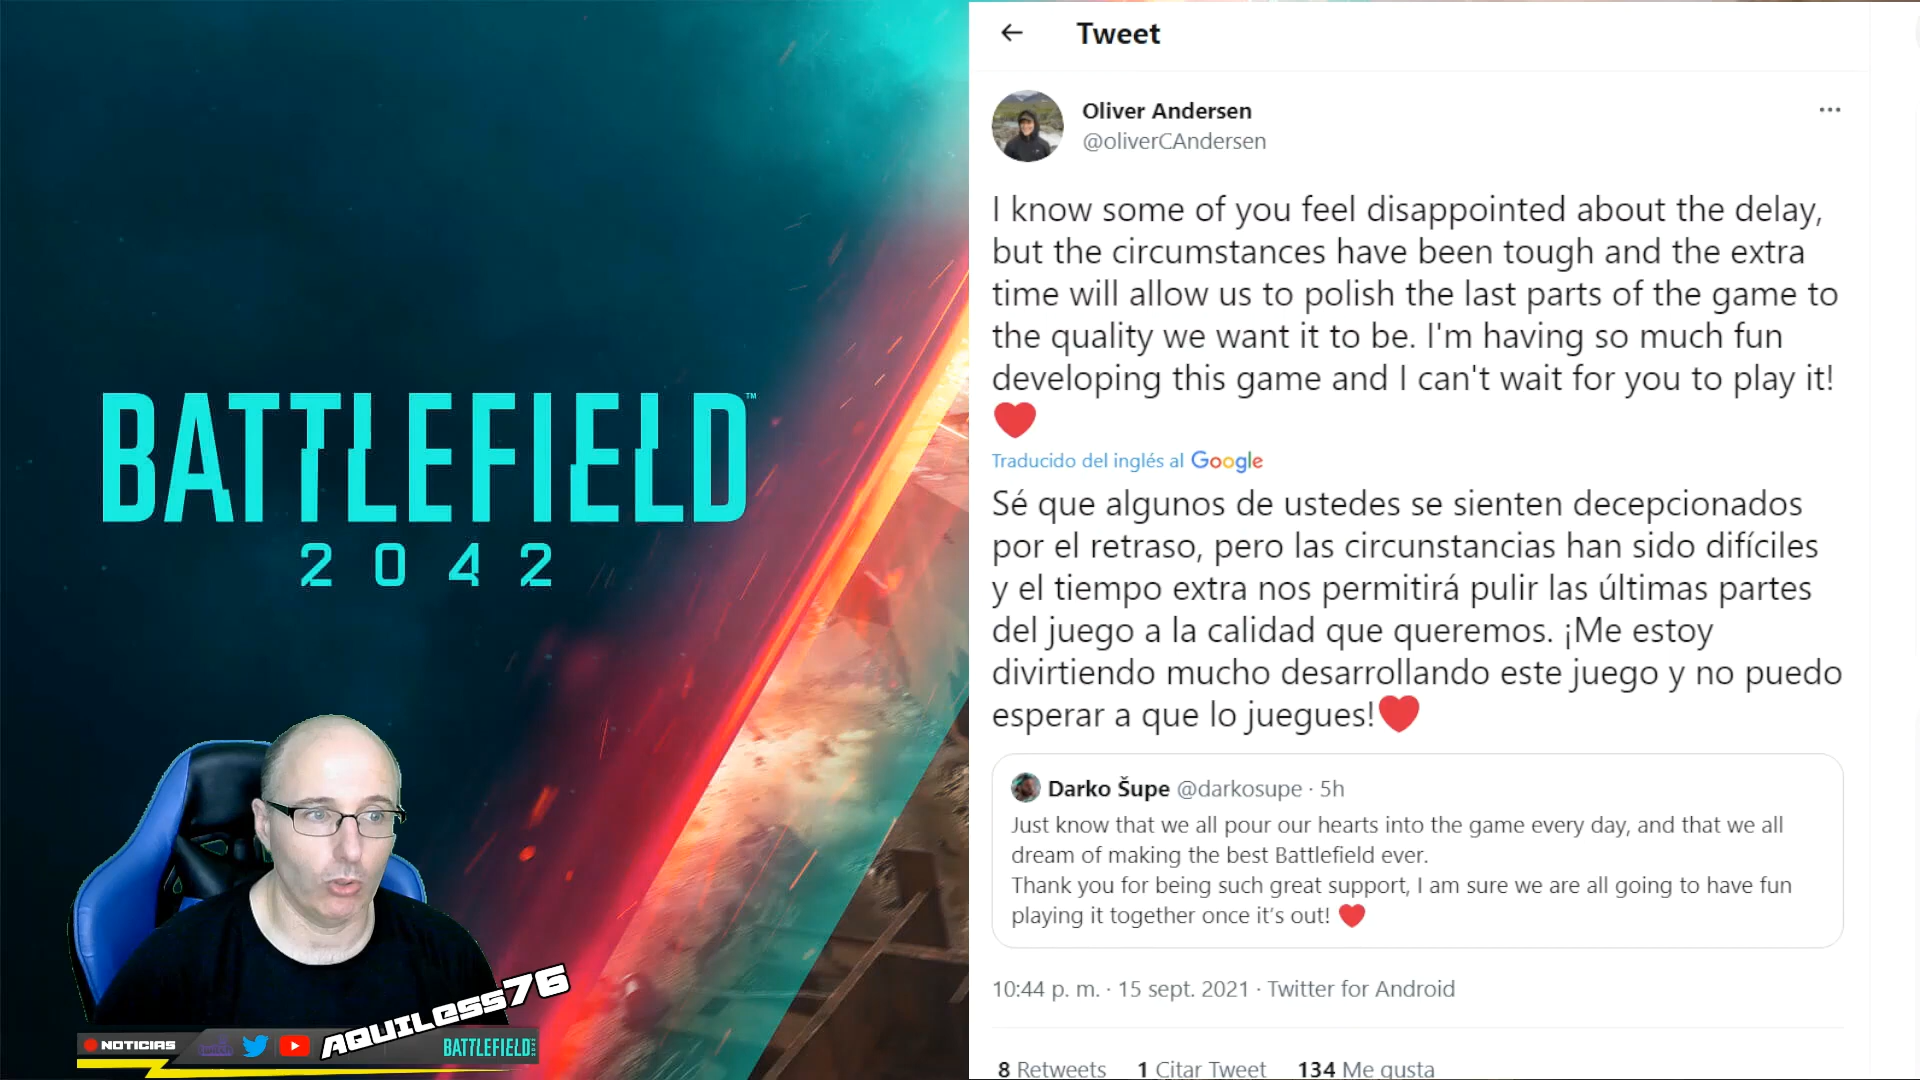 BATTLEFIELD™
2042
NOTICIAS
AQUILESS76
BATTLEFIELD
Tweet
Oliver Andersen
@oliverCAndersen
I know some of you feel disappointed about the delay,
but the circumstances have been tough and the extra
time will allow us to polish the last parts of the game to
the quality we want it to be. I'm having so much fun
developing this game and I can't wait for you to play it!
❤️
Traducido del inglés al Google
Sé que algunos de ustedes se sienten decepcionados
por el retraso, pero las circunstancias han sido difíciles
y el tiempo extra nos permitirá pulir las últimas partes
del juego a la calidad que queremos. ¡Me estoy
divirtiendo mucho desarrollando este juego y no puedo
esperar a que lo juegues!❤️
Darko Šupe @darkosupe · 5h
Just know that we all pour our hearts into the game every day, and that we all
dream of making the best Battlefield ever.
Thank you for being such great support, I am sure we are all going to have fun
playing it together once it's out! ❤️
10:44 p. m. · 15 sept. 2021 · Twitter for Android
8 Retweets 1 Citar Tweet 134 Me gusta